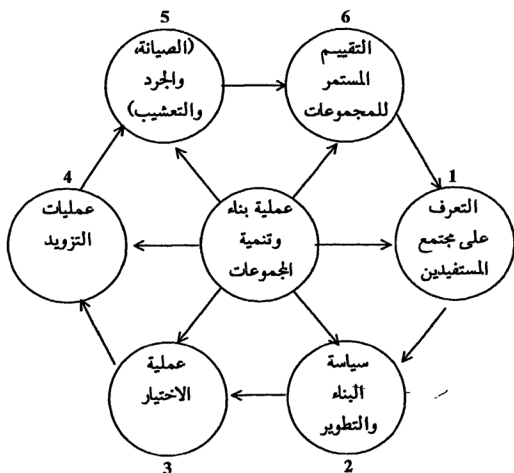 5
(الصيانة،
والجرد
والتعشيب)
6
التقييم
المستمر
للمجموعات
4
عمليات
التزويد
عملية بناء
وتنمية
المجموعات
1
التعرف
على مجتمع
المستفيدين
عملية
الاختيار
3
سياسة
البناء
والتطوير
2